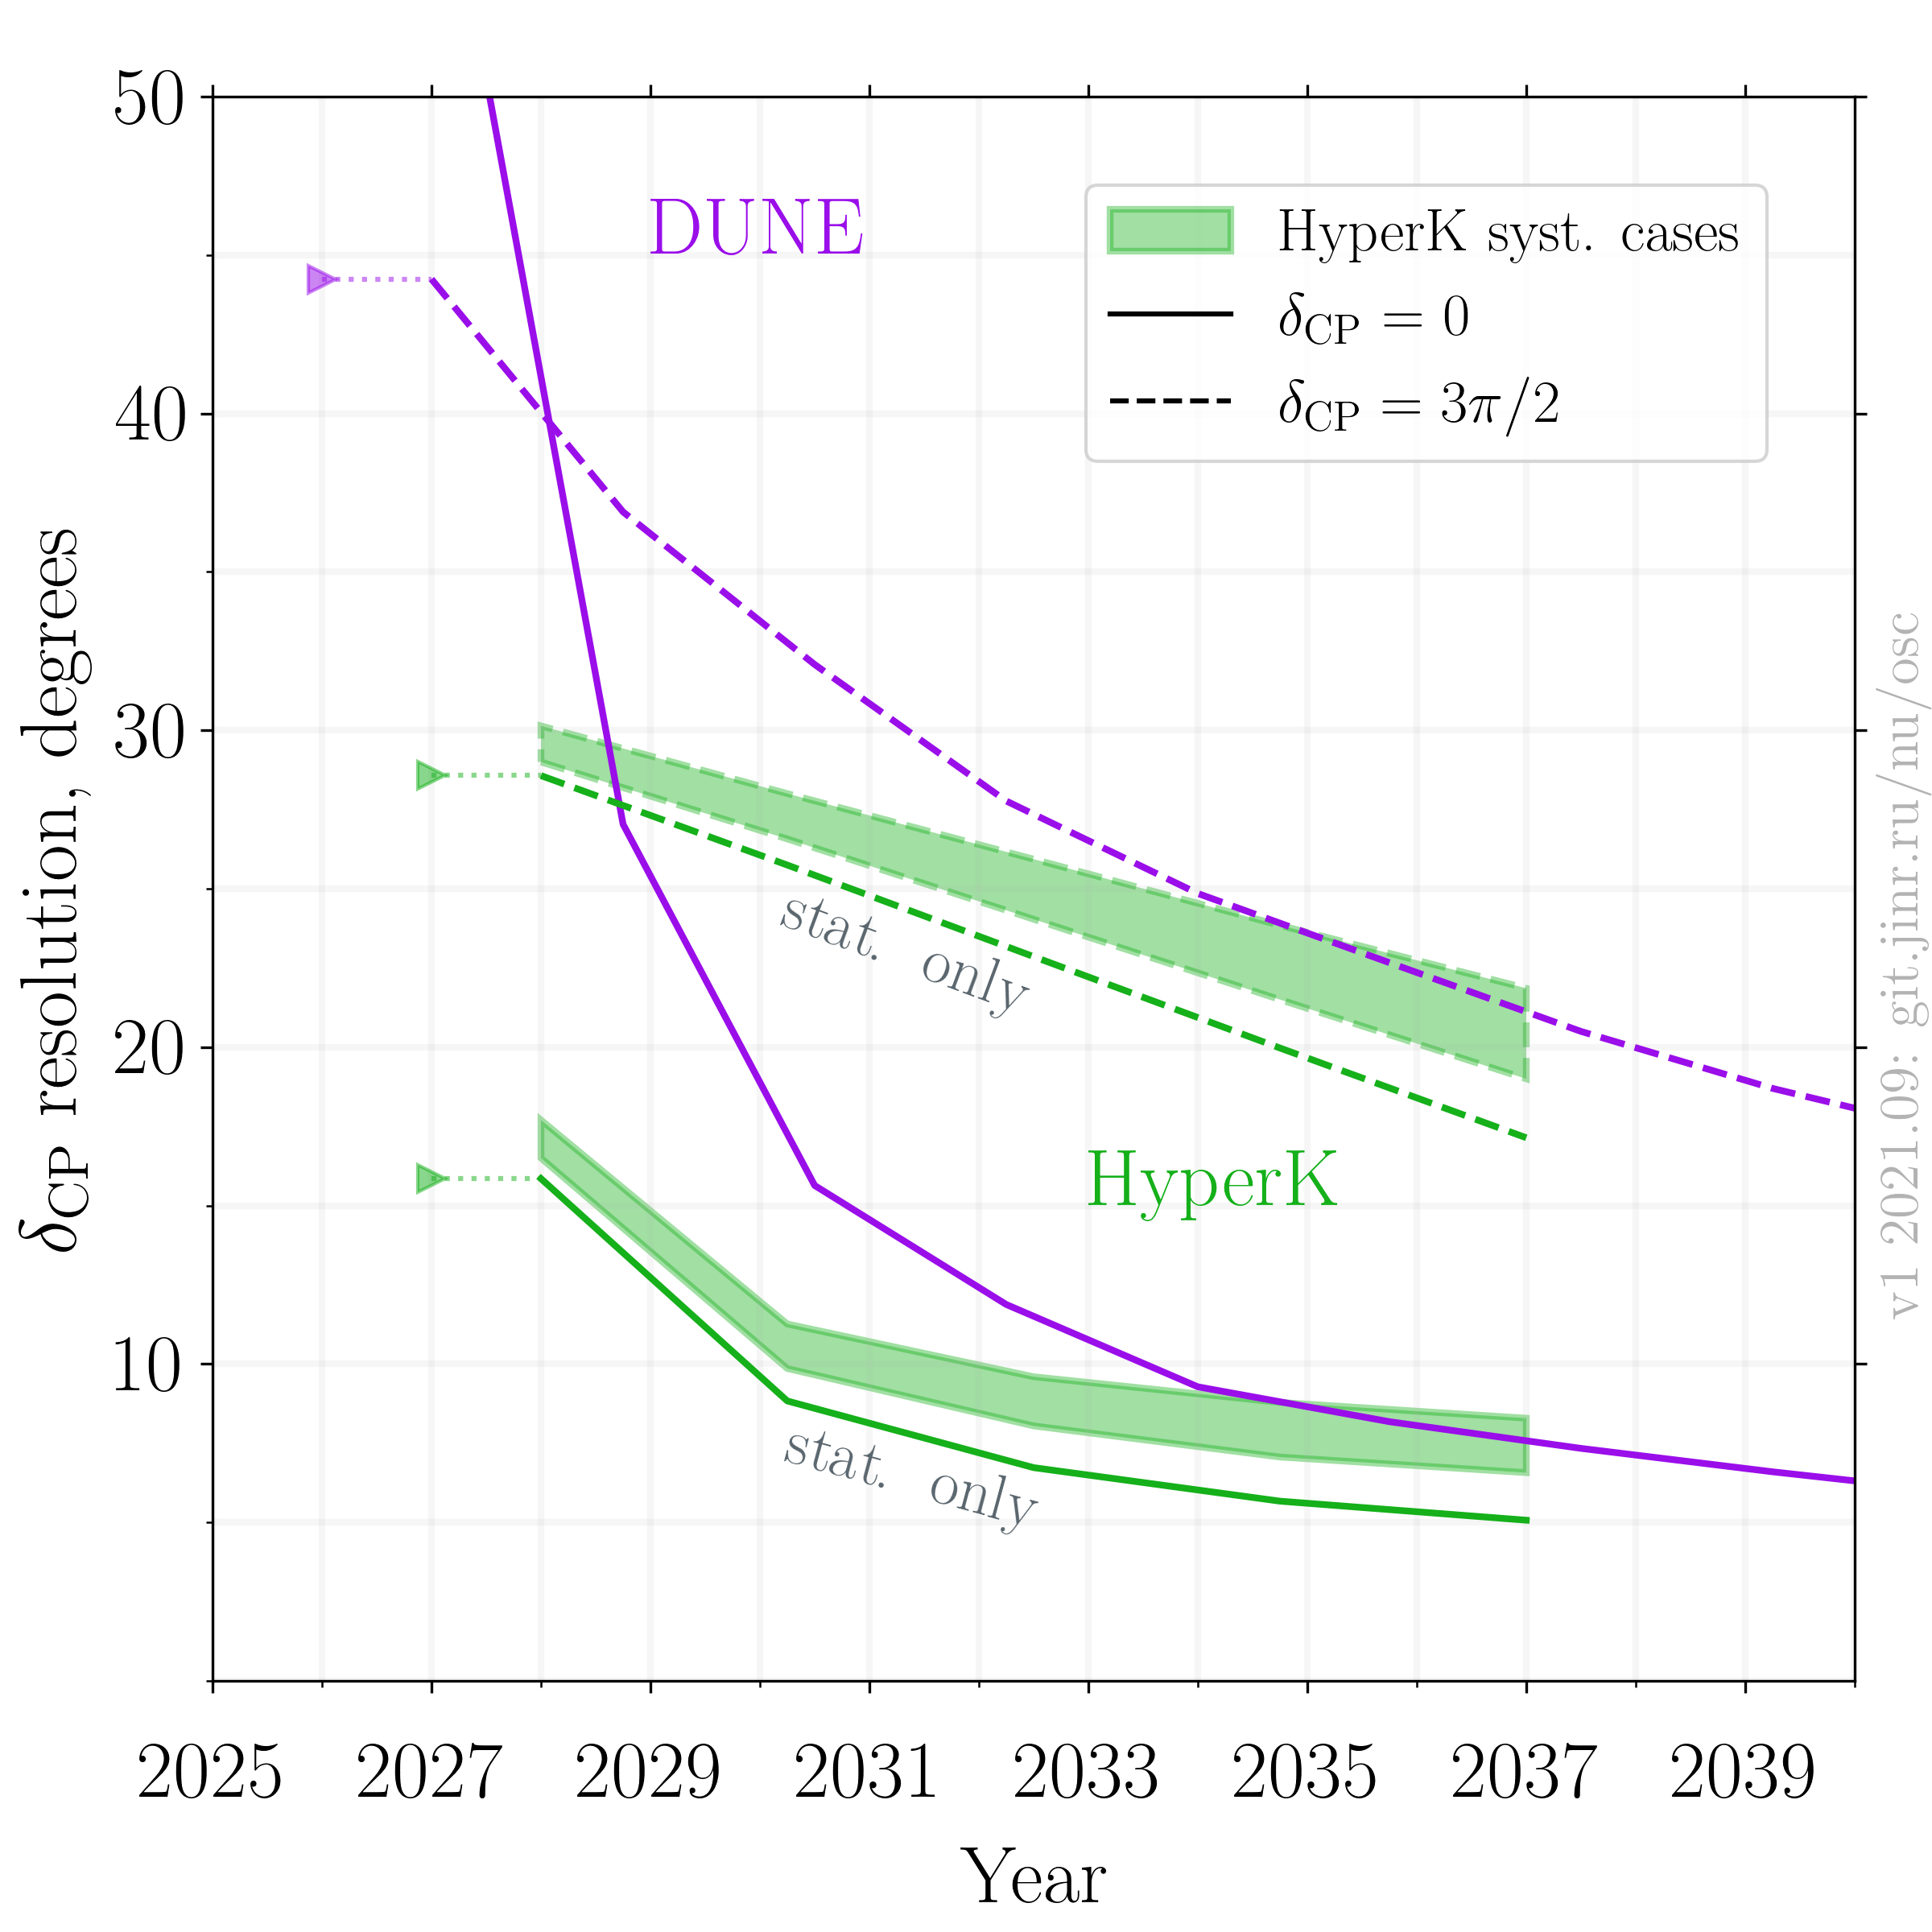 50
40
30
20
10
δCP resolution, degrees
DUNE
HyperK syst. cases
δCP = 0
δCP = 3π/2
stat. only
HyperK
stat. only
2025 2027 2029 2031 2033 2035 2037 2039
Year
v1 2021.09: git.jinr.ru/nu/osc